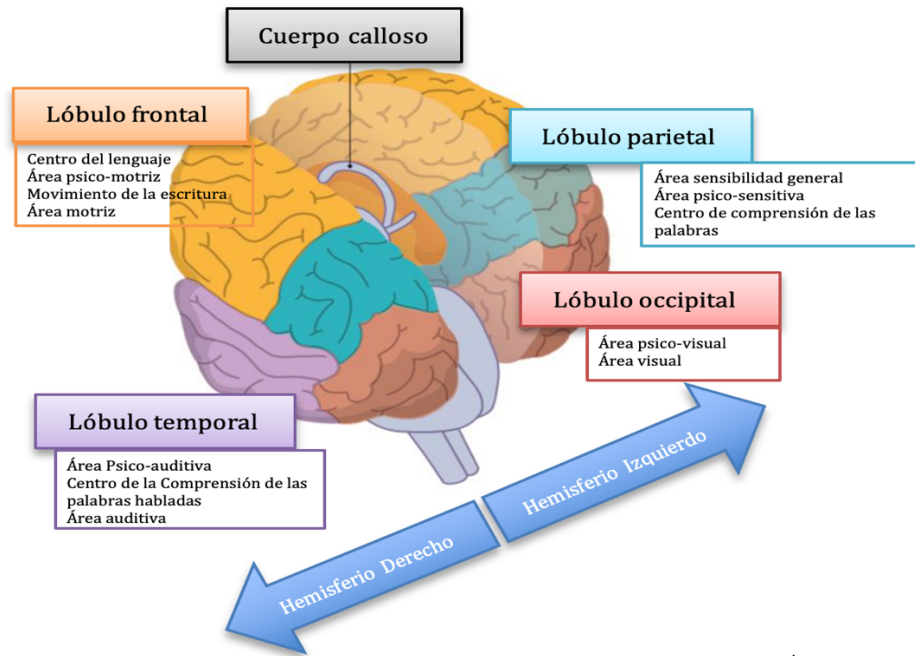 Cuerpo calloso
Lóbulo frontal
Centro del lenguaje
Área psico-motriz
Movimiento de la escritura
Área motriz
Lóbulo parietal
Área sensibilidad general
Área psico-sensitiva
Centro de comprensión de las
palabras
Lóbulo occipital
Área psico-visual
Área visual
Lóbulo temporal
Área Psico-auditiva
Centro de la Comprensión de las
palabras habladas
Área auditiva
Hemisferio Izquierdo
Hemisferio Derecho